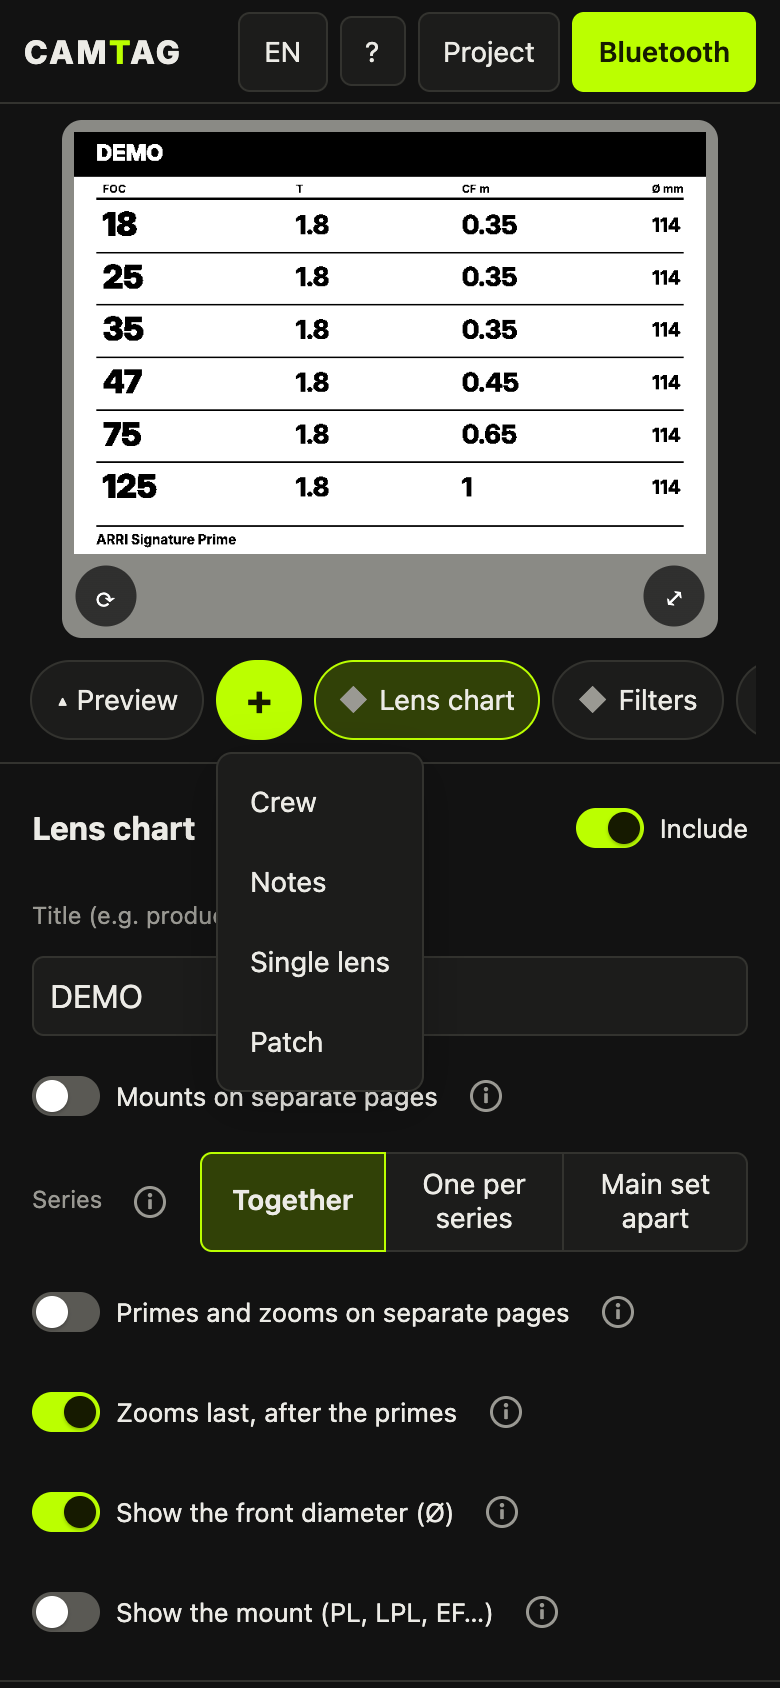 CAMTAG EN ? Project Bluetooth
DEMO
FOC T CF m Ø mm
18 1.8 0.35 114
25 1.8 0.35 114
35 1.8 0.35 114
47 1.8 0.45 114
75 1.8 0.65 114
125 1.8 1 114
ARRI Signature Prime
▲ Preview + Lens chart Filters
Crew
Notes
Single lens
Patch
Lens chart Include
Title (e.g.
DEMO
Mounts on separate pages
Series Together One per series Main set apart
Primes and zooms on separate pages
Zooms last, after the primes
Show the front diameter (Ø)
Show the mount (PL, LPL, EF...)